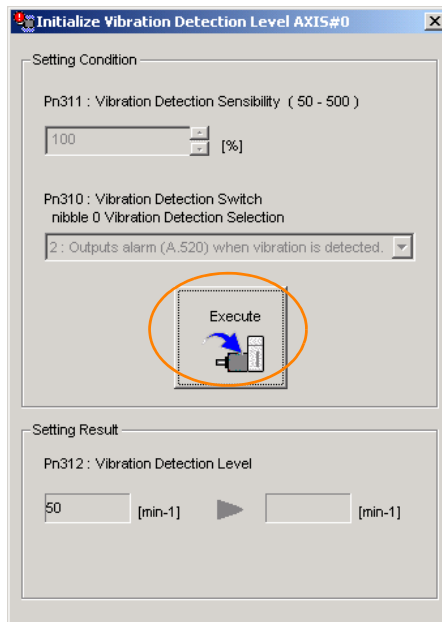 Initialize Vibration Detection Level AXIS#0
Setting Condition
Pn311 : Vibration Detection Sensibility ( 50 - 500 )
100
[%]
Pn310 : Vibration Detection Switch
nibble 0 Vibration Detection Selection
2 : Outputs alarm (A.520) when vibration is detected.
Execute
Setting Result
Pn312 : Vibration Detection Level
50 [min-1] [min-1]